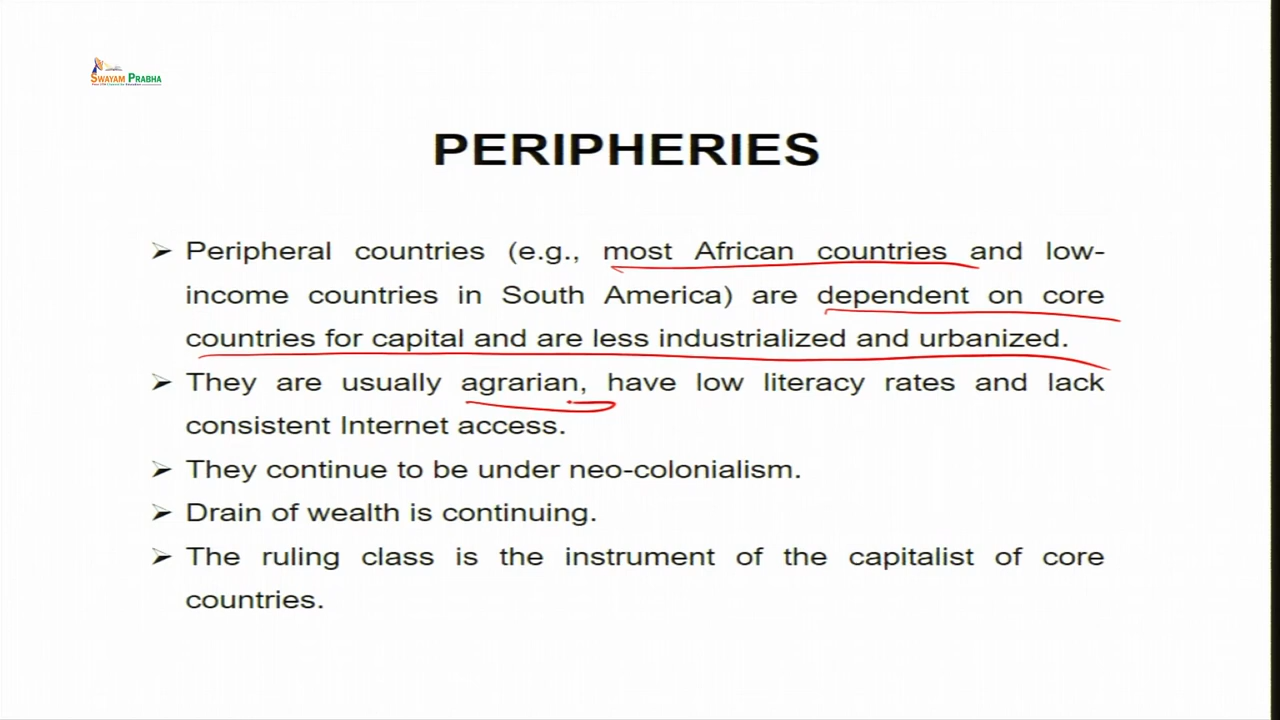 SWAYAM PRABHA
PERIPHERIES
➢ Peripheral countries (e.g., most African countries and low-
income countries in South America) are dependent on core
countries for capital and are less industrialized and urbanized.
➢ They are usually agrarian, have low literacy rates and lack
consistent Internet access.
➢ They continue to be under neo-colonialism.
➢ Drain of wealth is continuing.
➢ The ruling class is the instrument of the capitalist of core
countries.